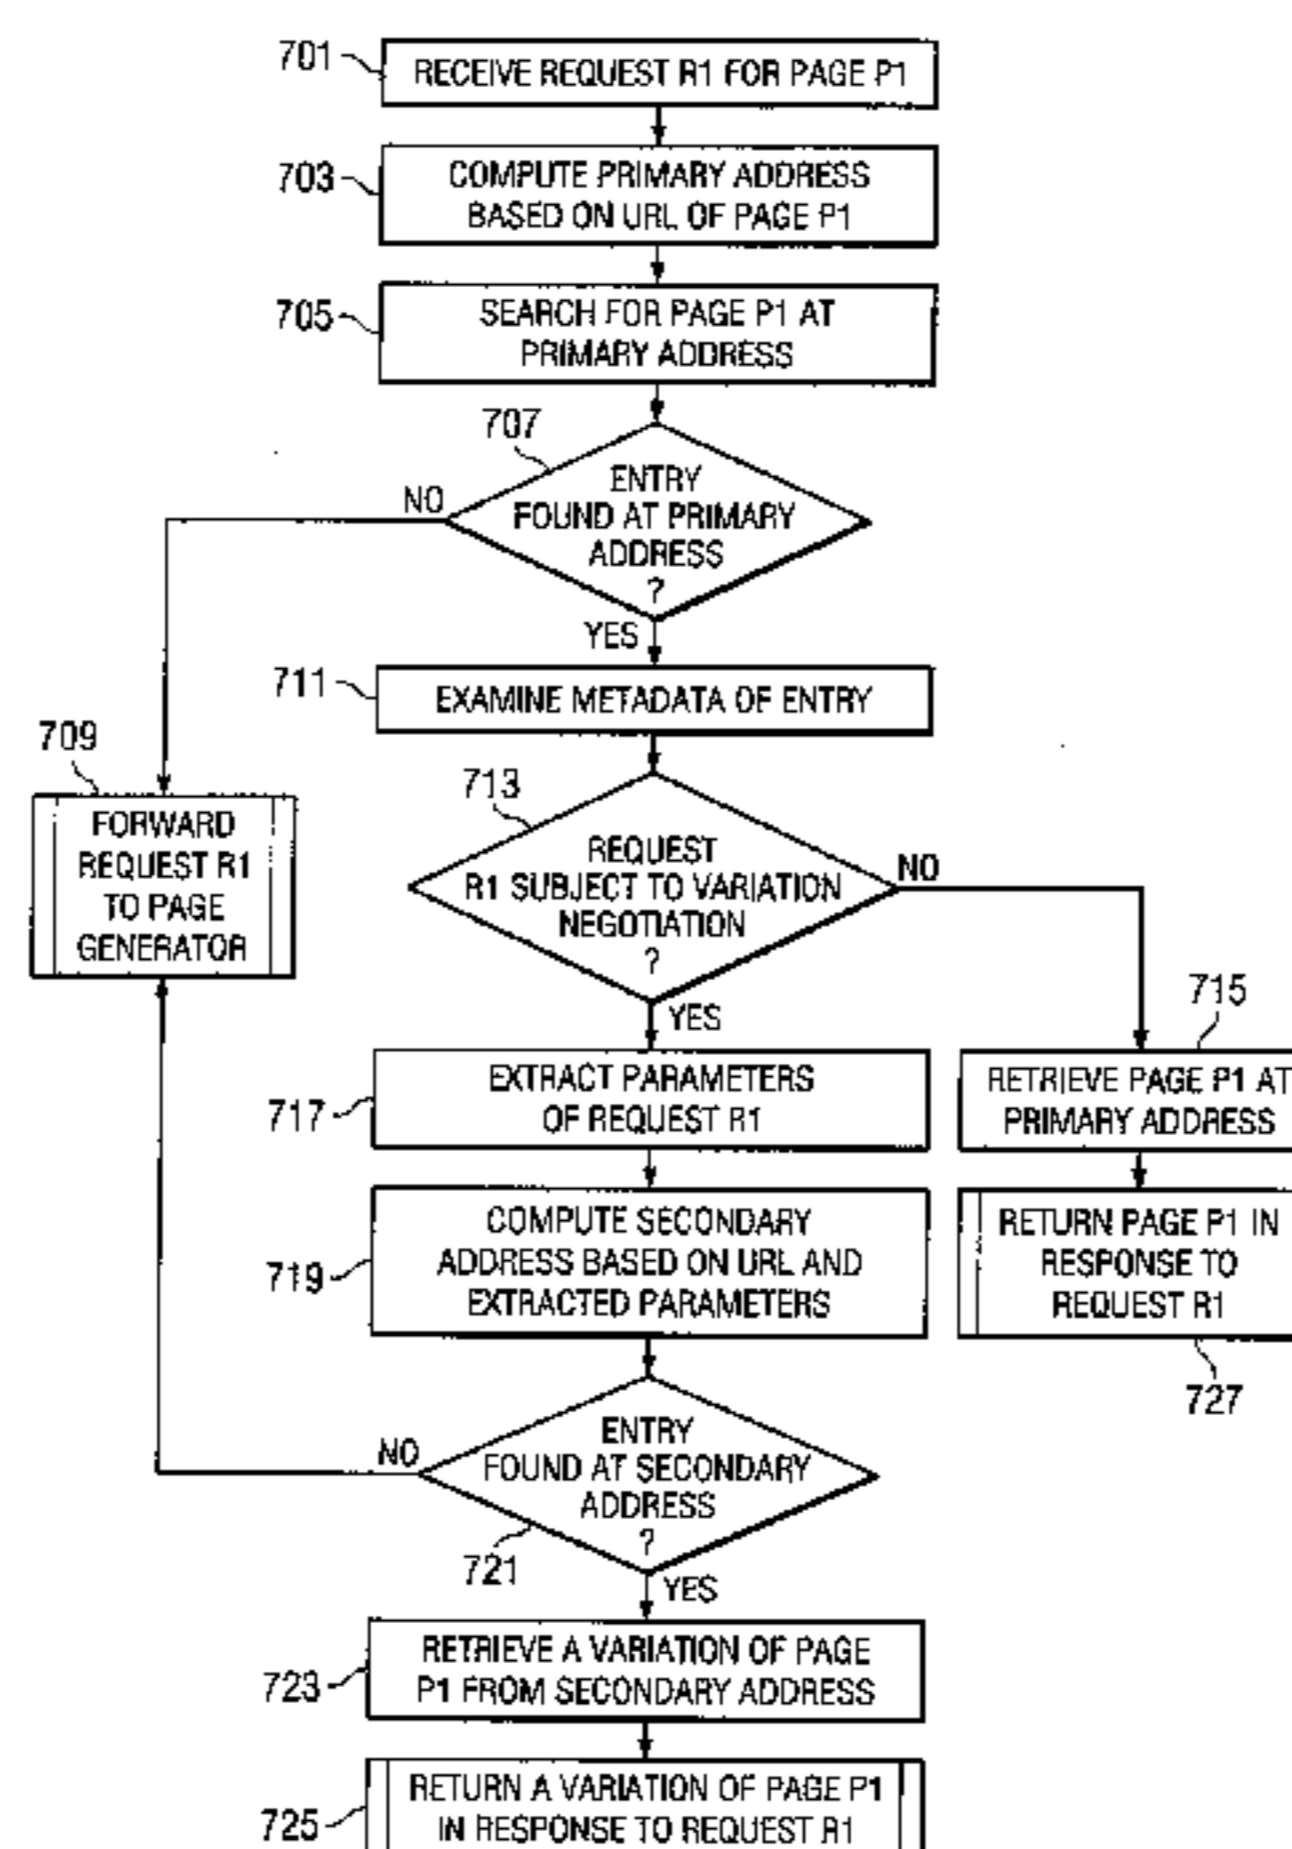 701
RECEIVE REQUEST R1 FOR PAGE P1
703
COMPUTE PRIMARY ADDRESS
BASED ON URL OF PAGE P1
705
SEARCH FOR PAGE P1 AT
PRIMARY ADDRESS
707
ENTRY
FOUND AT PRIMARY
ADDRESS
?
NO
YES
711
EXAMINE METADATA OF ENTRY
709
FORWARD
REQUEST R1
TO PAGE
GENERATOR
713
REQUEST
R1 SUBJECT TO VARIATION
NEGOTIATION
?
NO
YES
715
RETRIEVE PAGE P1 AT
PRIMARY ADDRESS
717
EXTRACT PARAMETERS
OF REQUEST R1
719
COMPUTE SECONDARY
ADDRESS BASED ON URL AND
EXTRACTED PARAMETERS
RETURN PAGE P1 IN
RESPONSE TO
REQUEST R1
727
ENTRY
FOUND AT SECONDARY
ADDRESS
?
NO
721
YES
723
RETRIEVE A VARIATION OF PAGE
P1 FROM SECONDARY ADDRESS
725
RETURN A VARIATION OF PAGE P1
IN RESPONSE TO REQUEST R1